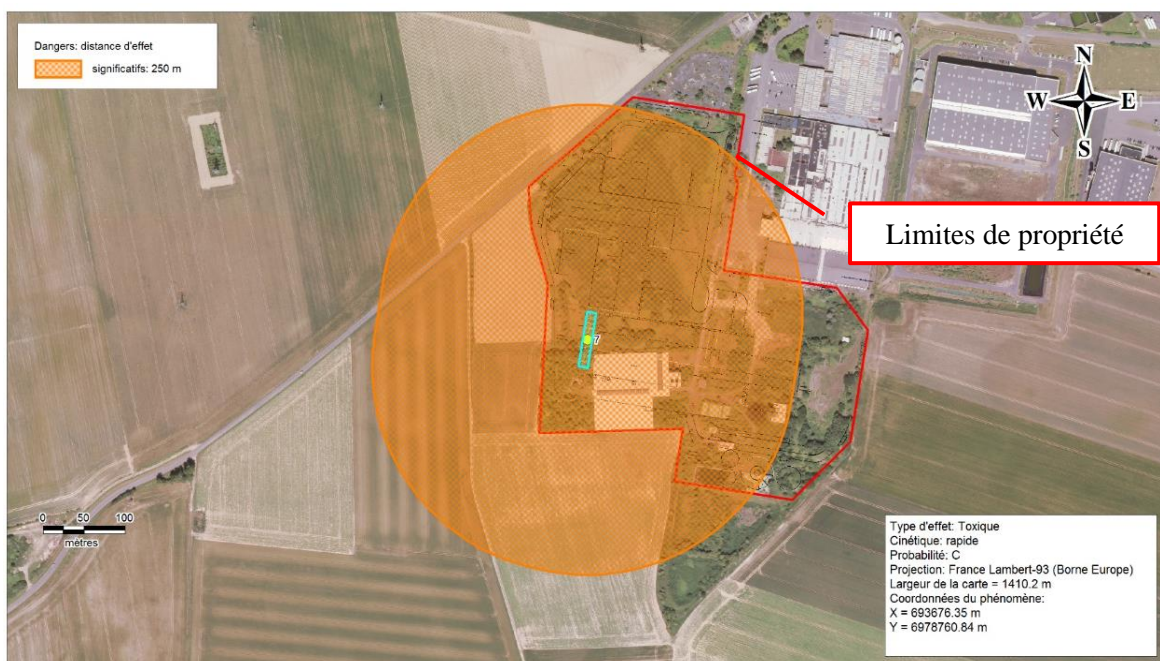 Dangers: distance d'effet
significatifs: 250 m
N
W E
S
Limites de propriété
7
0 50 100
mètres
Type d'effet: Toxique
Cinétique: rapide
Probabilité: C
Projection: France Lambert-93 (Borne Europe)
Largeur de la carte = 1410.2 m
Coordonnées du phénomène:
X = 693676.35 m
Y = 6978760.84 m